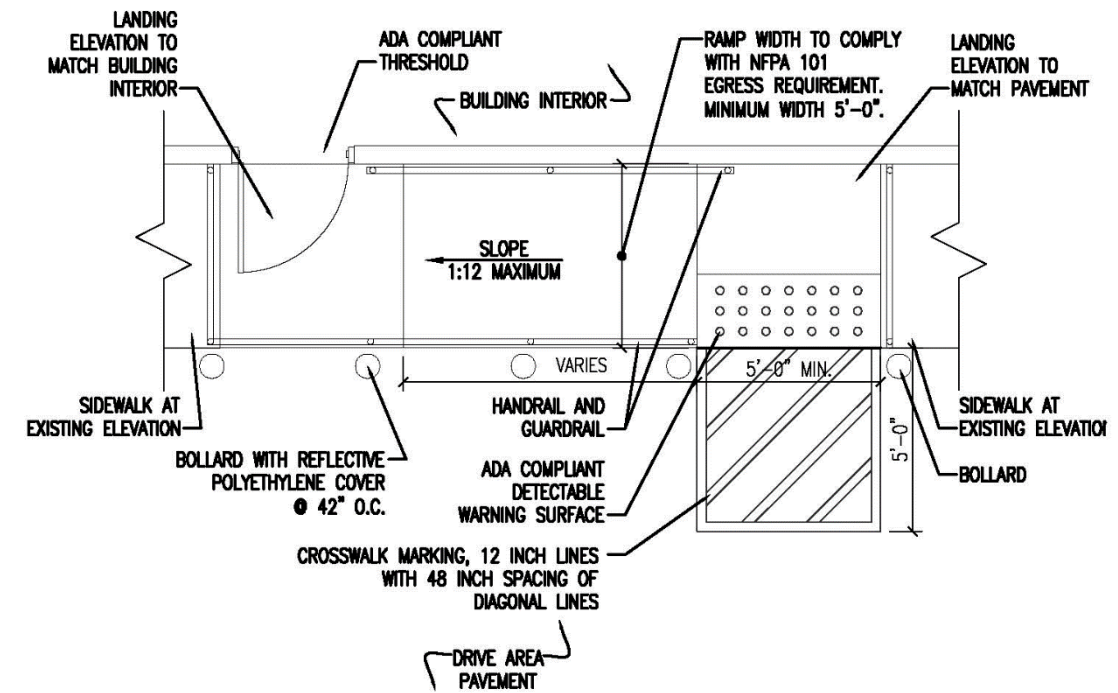 LANDING
ELEVATION TO
MATCH BUILDING
INTERIOR
ADA COMPLIANT
THRESHOLD
BUILDING INTERIOR
RAMP WIDTH TO COMPLY
WITH NFPA 101
EGRESS REQUIREMENT.
MINIMUM WIDTH 5'-0".
LANDING
ELEVATION TO
MATCH PAVEMENT
SLOPE
1:12 MAXIMUM
VARIES
5'-0" MIN.
5'-0"
SIDEWALK AT
EXISTING ELEVATION
BOLLARD WITH REFLECTIVE
POLYETHYLENE COVER
@ 42" O.C.
HANDRAIL AND
GUARDRAIL
ADA COMPLIANT
DETECTABLE
WARNING SURFACE
CROSSWALK MARKING, 12 INCH LINES
WITH 48 INCH SPACING OF
DIAGONAL LINES
SIDEWALK AT
EXISTING ELEVATIO
BOLLARD
DRIVE AREA
PAVEMENT